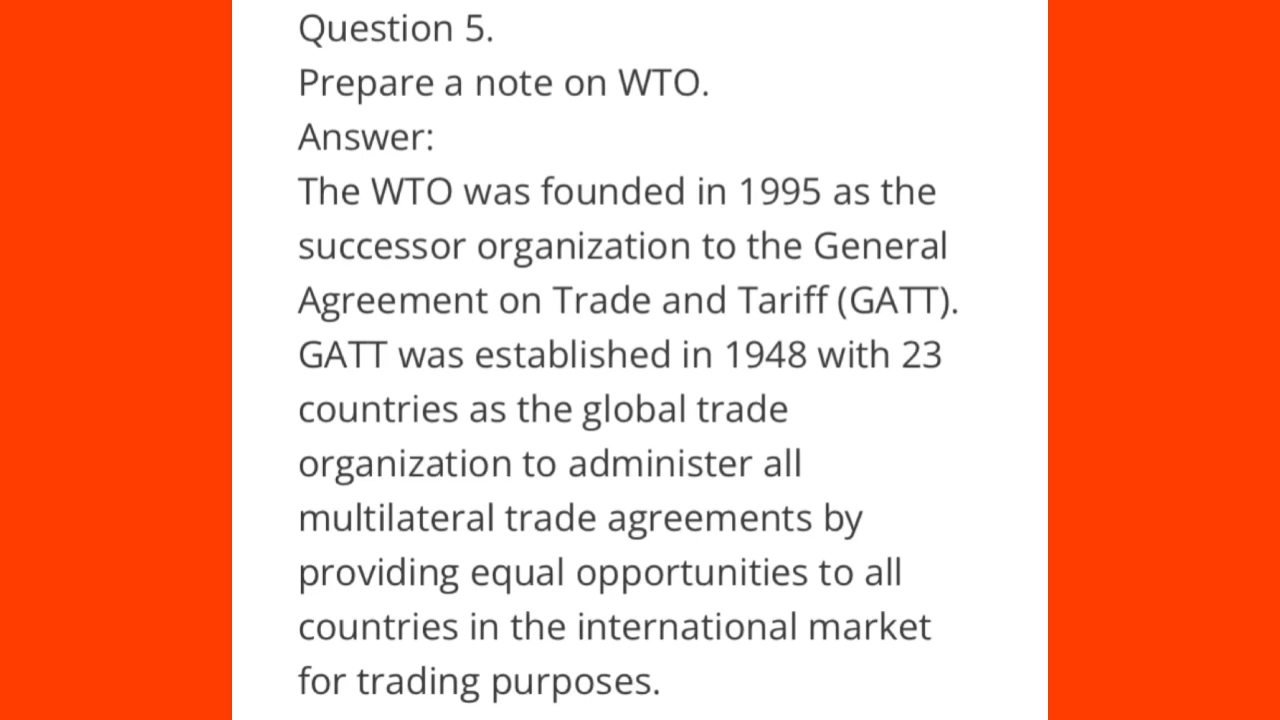 Question 5.
Prepare a note on WTO.
Answer:
The WTO was founded in 1995 as the
successor organization to the General
Agreement on Trade and Tariff (GATT).
GATT was established in 1948 with 23
countries as the global trade
organization to administer all
multilateral trade agreements by
providing equal opportunities to all
countries in the international market
for trading purposes.